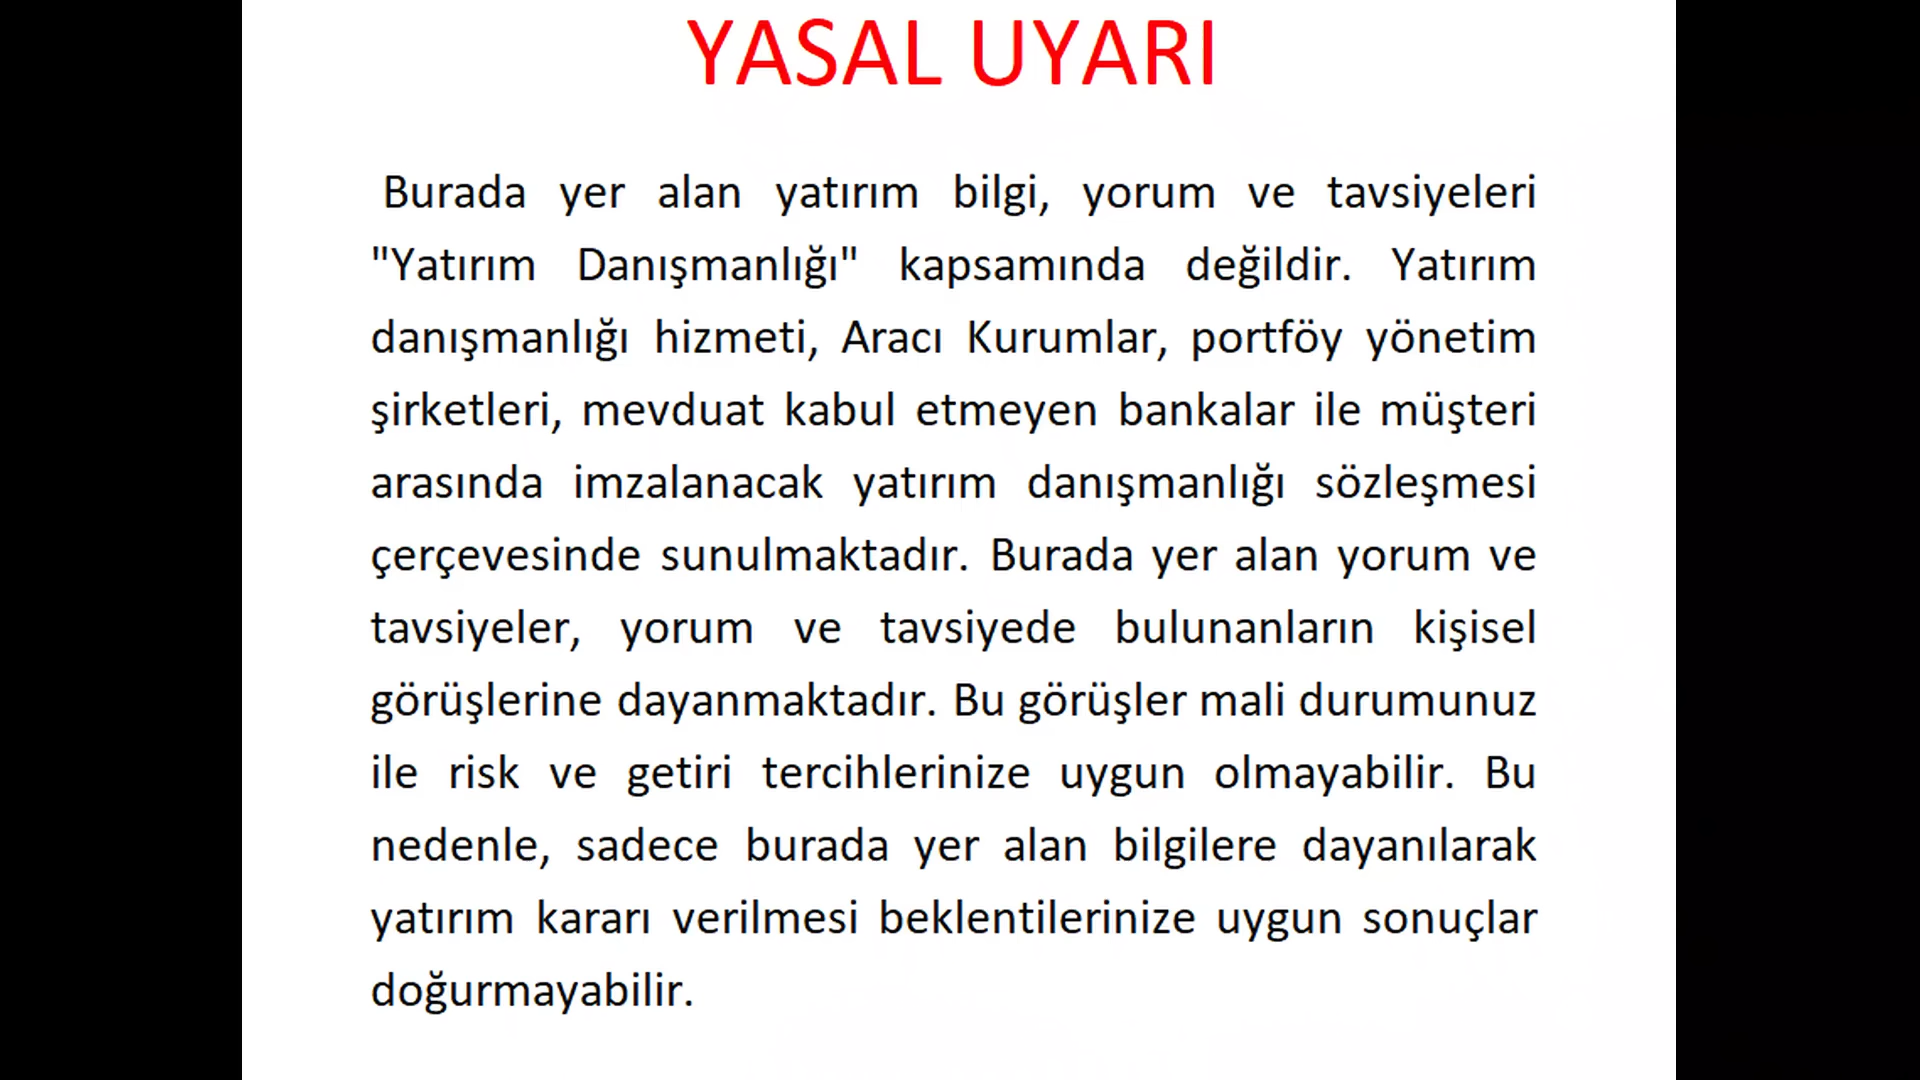 YASAL UYARI
Burada yer alan yatırım bilgi, yorum ve tavsiyeleri
"Yatırım Danışmanlığı" kapsamında değildir. Yatırım
danışmanlığı hizmeti, Aracı Kurumlar, portföy yönetim
şirketleri, mevduat kabul etmeyen bankalar ile müşteri
arasında imzalanacak yatırım danışmanlığı sözleşmesi
çerçevesinde sunulmaktadır. Burada yer alan yorum ve
tavsiyeler, yorum ve tavsiyede bulunanların kişisel
görüşlerine dayanmaktadır. Bu görüşler mali durumunuz
ile risk ve getiri tercihlerinize uygun olmayabilir. Bu
nedenle, sadece burada yer alan bilgilere dayanılarak
yatırım kararı verilmesi beklentilerinize uygun sonuçlar
doğurmayabilir.